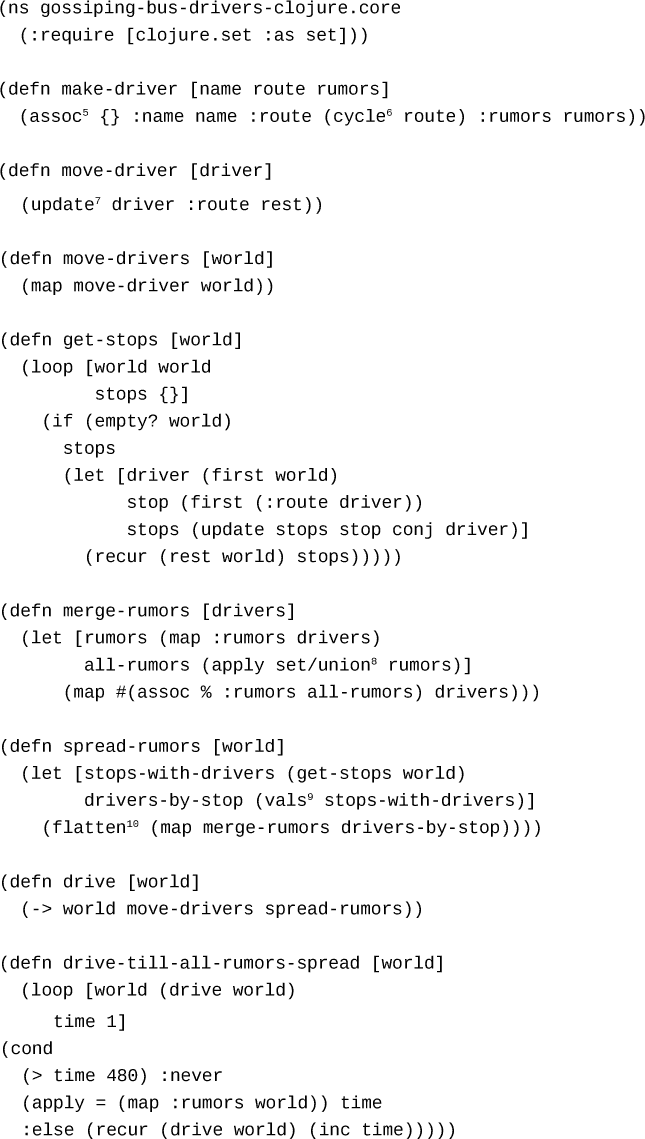 (ns gossiping-bus-drivers-clojure.core
  (:require [clojure.set :as set]))

(defn make-driver [name route rumors]
  (assoc⁵ {} :name name :route (cycle⁶ route) :rumors rumors))

(defn move-driver [driver]
  (update⁷ driver :route rest))

(defn move-drivers [world]
  (map move-driver world))

(defn get-stops [world]
  (loop [world world
         stops {}]
    (if (empty? world)
      stops
      (let [driver (first world)
            stop (first (:route driver))
            stops (update stops stop conj driver)]
        (recur (rest world) stops)))))

(defn merge-rumors [drivers]
  (let [rumors (map :rumors drivers)
        all-rumors (apply set/union⁸ rumors)]
      (map #(assoc % :rumors all-rumors) drivers)))

(defn spread-rumors [world]
  (let [stops-with-drivers (get-stops world)
        drivers-by-stop (vals⁹ stops-with-drivers)]
    (flatten¹⁰ (map merge-rumors drivers-by-stop))))

(defn drive [world]
  (-> world move-drivers spread-rumors))

(defn drive-till-all-rumors-spread [world]
  (loop [world (drive world)
     time 1]
(cond
  (> time 480) :never
  (apply = (map :rumors world)) time
  :else (recur (drive world) (inc time)))))